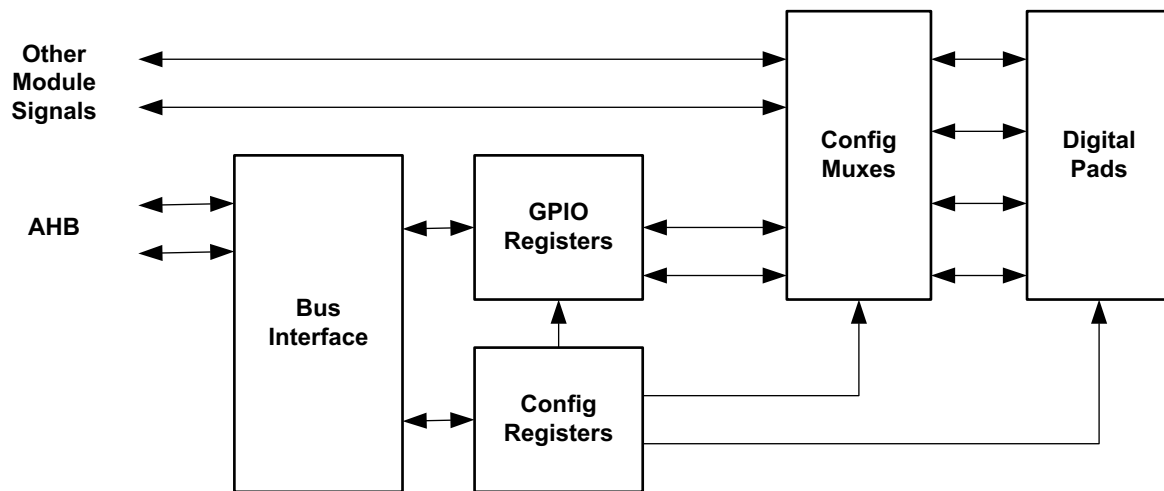 Other
Module
Signals
Config
Muxes
Digital
Pads
AHB
GPIO
Registers
Bus
Interface
Config
Registers